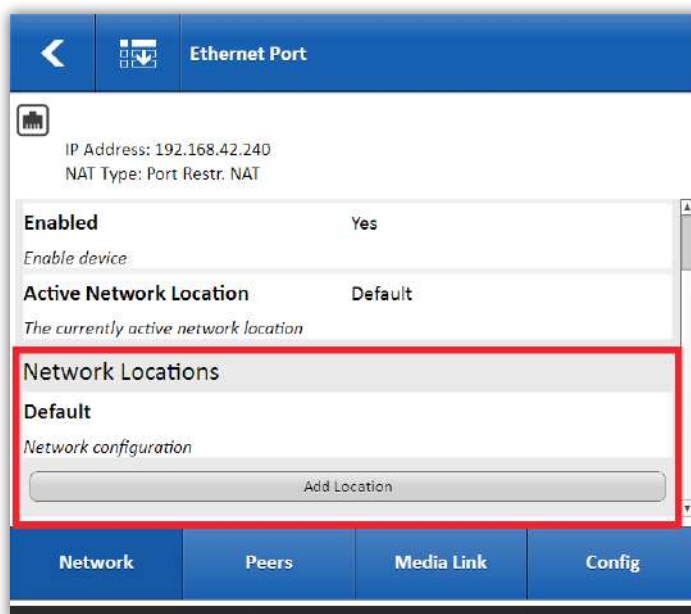 Ethernet Port
IP Address: 192.168.42.240
NAT Type: Port Restr. NAT
Enabled Yes
Enable device
Active Network Location Default
The currently active network location
Network Locations
Default
Network configuration
Add Location
Network Peers Media Link Config